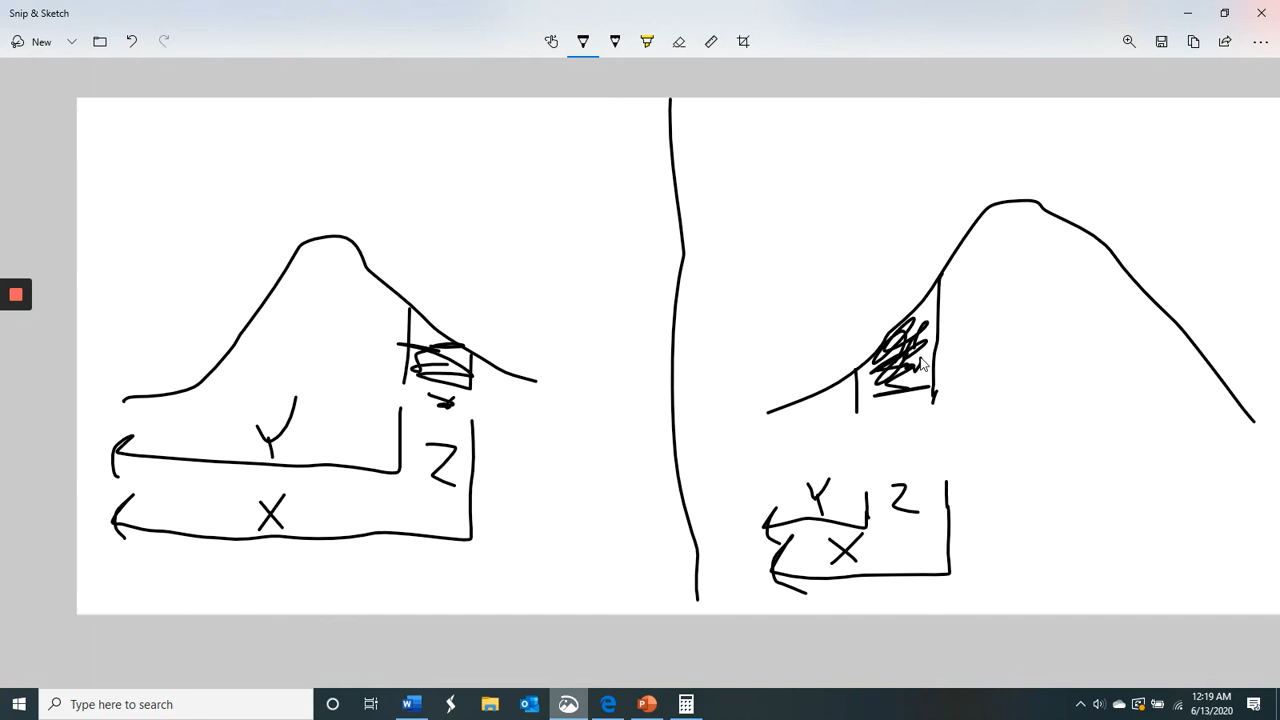 Snip & Sketch
New
Y
Z
X
Y
Z
X
Type here to search
12:19 AM
6/13/2020